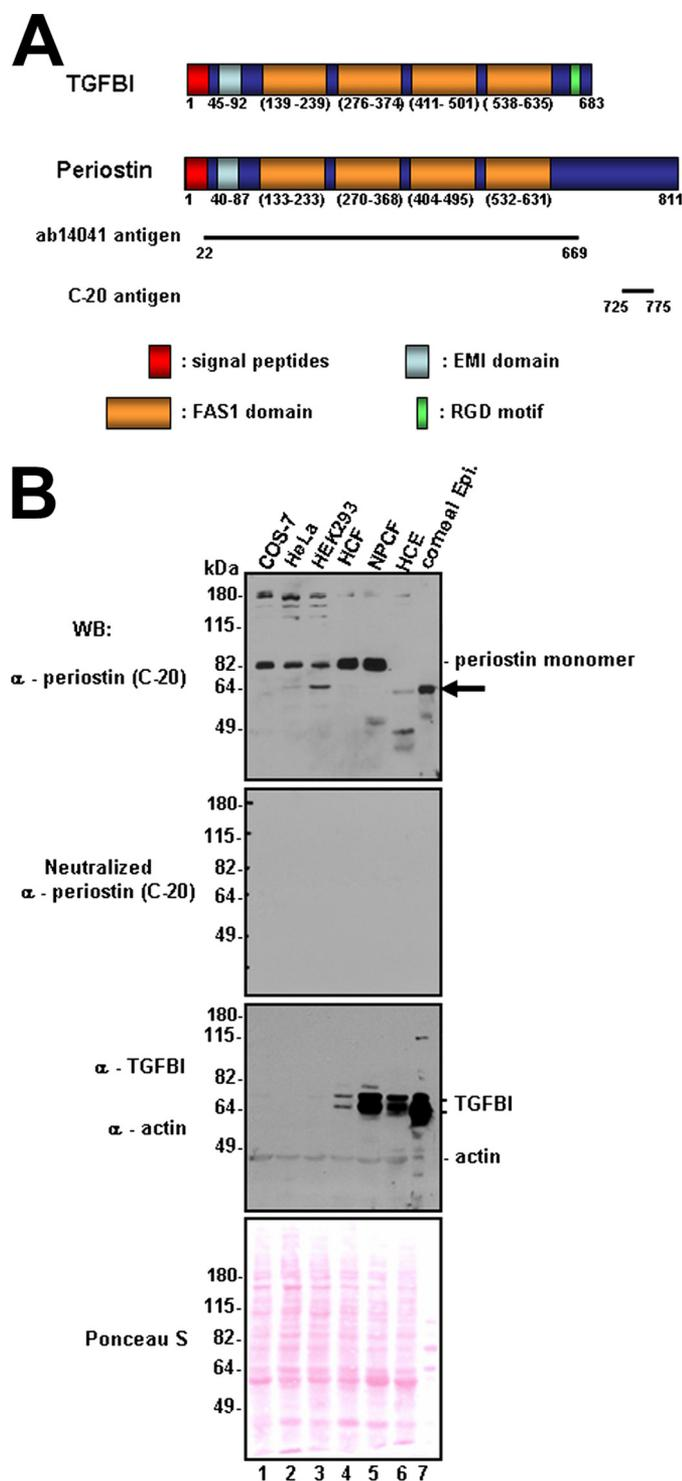 A
TGFBI
1 45-92 (139 -239) (276-374) (411- 501) ( 538-635) 683
Periostin
1 40-87 (133-233) (270-368) (404-495) (532-631) 811
ab14041 antigen
22 669
C-20 antigen
725 775
: signal peptides : EMI domain
: FAS1 domain : RGD motif
B
COS-7 HeLa HEK293 HCF NPCF HCE corneal Epi.
kDa
180-
WB:
115-
82- - periostin monomer
α - periostin (C-20)
64-
49-
180-
115-
Neutralized
82-
α - periostin (C-20)
64-
49-
180-
115-
α - TGFBI
82-
64- TGFBI
α - actin
49- - actin
180-
115-
Ponceau S 82-
64-
49-
1 2 3 4 5 6 7